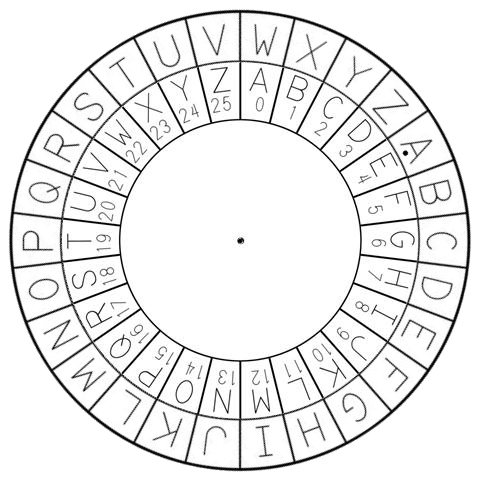 W X Y Z A B C D E F G H I J K L M N O P Q R S T U V
A B C D E F G H I J K L M N O P Q R S T U V W X Y Z
0 1 2 3 4 5 6 7 8 9 10 11 12 13 14 15 16 17 18 19 20 21 22 23 24 25